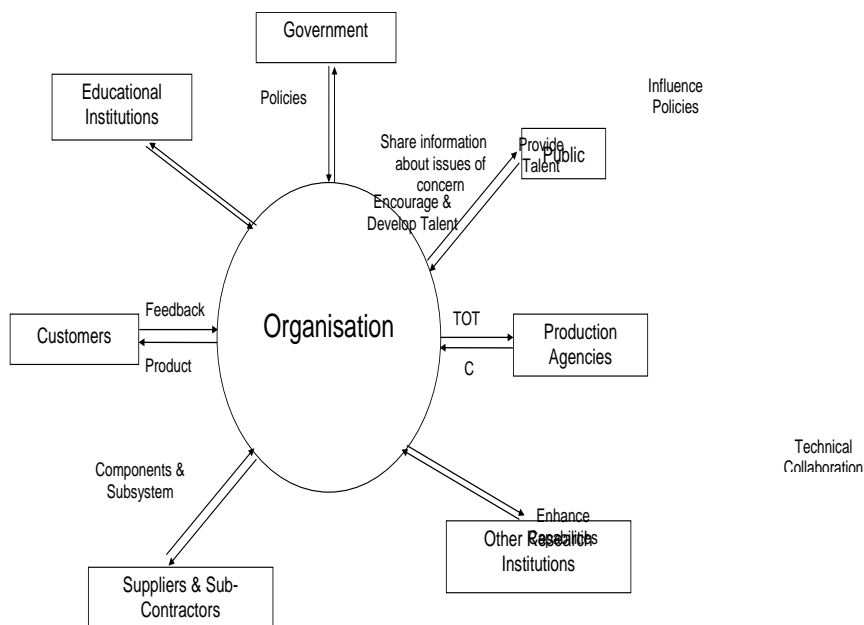 Government
Educational
Institutions
Policies
Influence
Policies
Share information
about issues of
concern
Provide
Talent
Public
Encourage &
Develop Talent
Feedback
Customers
Product
Organisation
TOT
Production
Agencies
C
Technical
Collaboration
Components &
Subsystem
Enhance
Capabilities
Other Research
Institutions
Suppliers & Sub-
Contractors